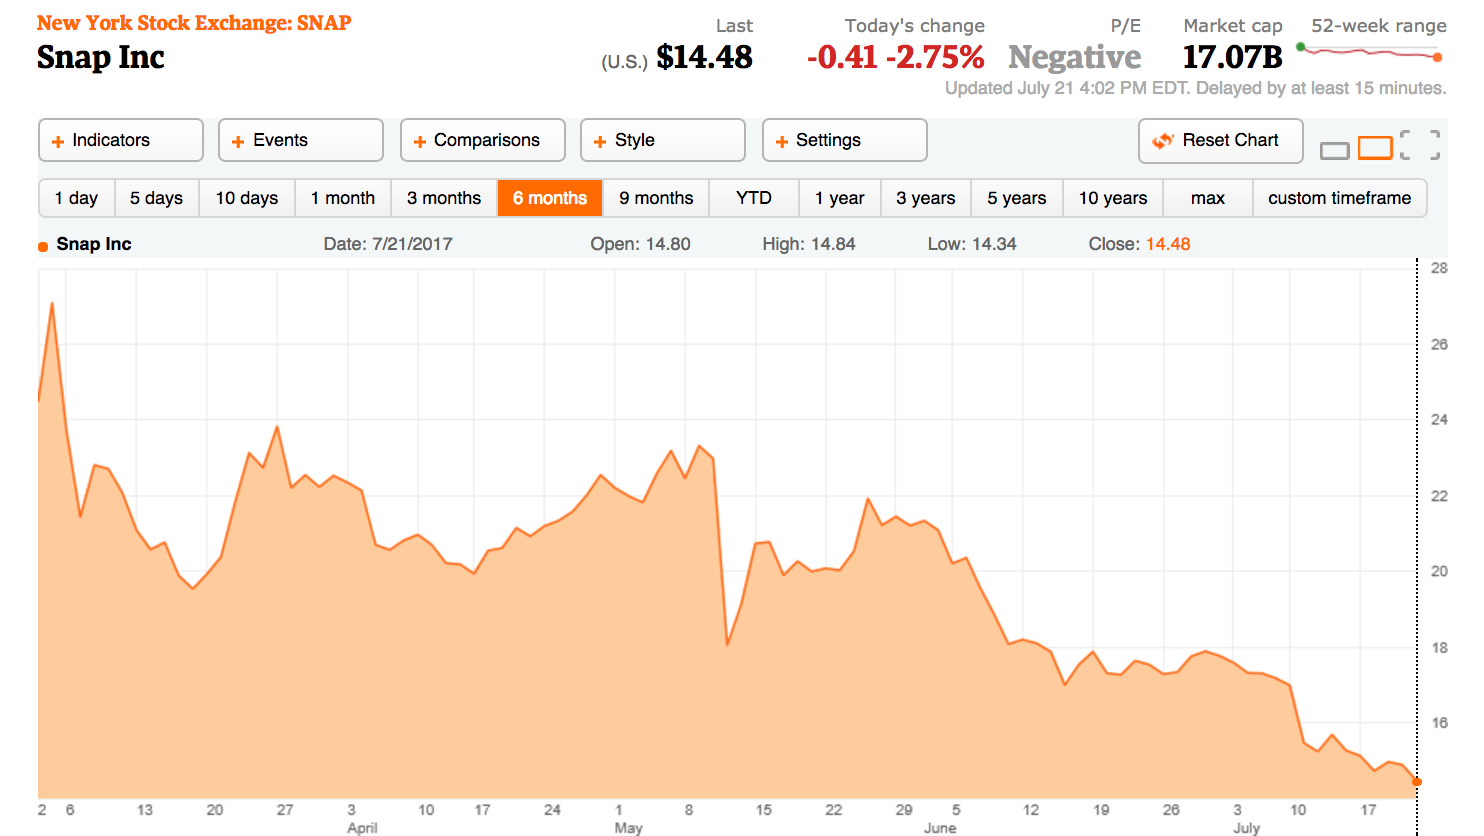 New York Stock Exchange: SNAP
Snap Inc
Last
(U.S.) $14.48
Today's change
-0.41 -2.75%
P/E
Negative
Market cap
17.07B
52-week range
Updated July 21 4:02 PM EDT. Delayed by at least 15 minutes.
+ Indicators + Events + Comparisons + Style + Settings Reset Chart
1 day 5 days 10 days 1 month 3 months 6 months 9 months YTD 1 year 3 years 5 years 10 years max custom timeframe
Snap Inc Date: 7/21/2017 Open: 14.80 High: 14.84 Low: 14.34 Close: 14.48
28
26
24
22
20
18
16
2 6 13 20 27 3 10 17 24 1 8 15 22 29 5 12 19 26 3 10 17
April May June July